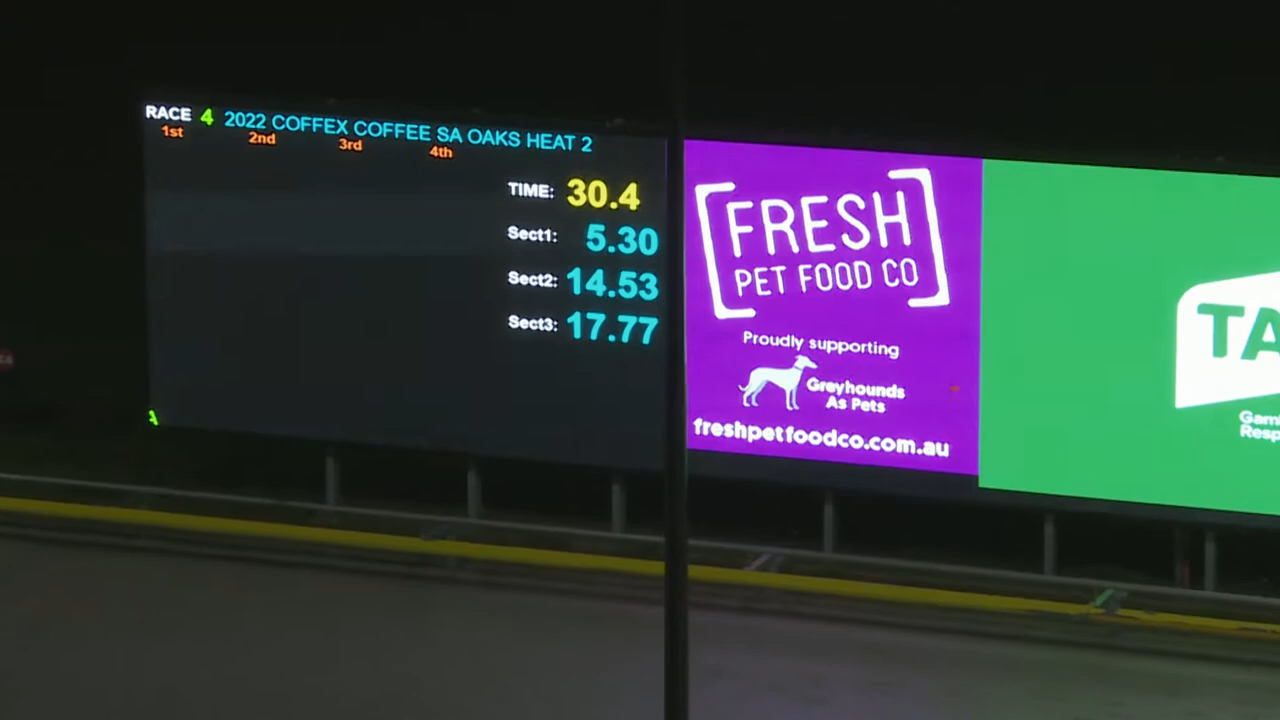 RACE 4 2022 COFFEX COFFEE SA OAKS HEAT 2
1st 2nd 3rd 4th
TIME: 30.4
Sect1: 5.30
Sect2: 14.53
Sect3: 17.77
A
FRESH
PET FOOD CO
Proudly supporting
Greyhounds
As Pets
freshpetfoodco.com.au
TA
Gam
Resp